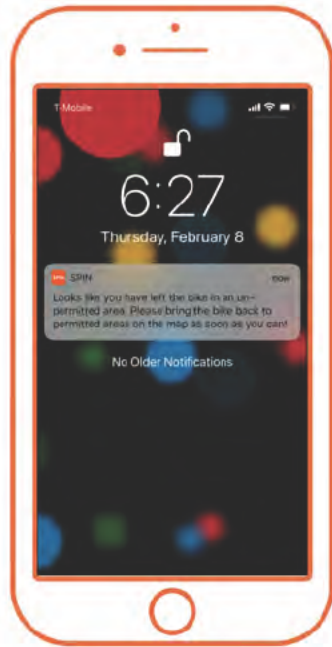 T-Mobile
6:27
Thursday, February 8
SPIN SPIN now
Looks like you have left the bike in an un-
permitted area. Please bring the bike back to
permitted areas on the map as soon as you can!
No Older Notifications